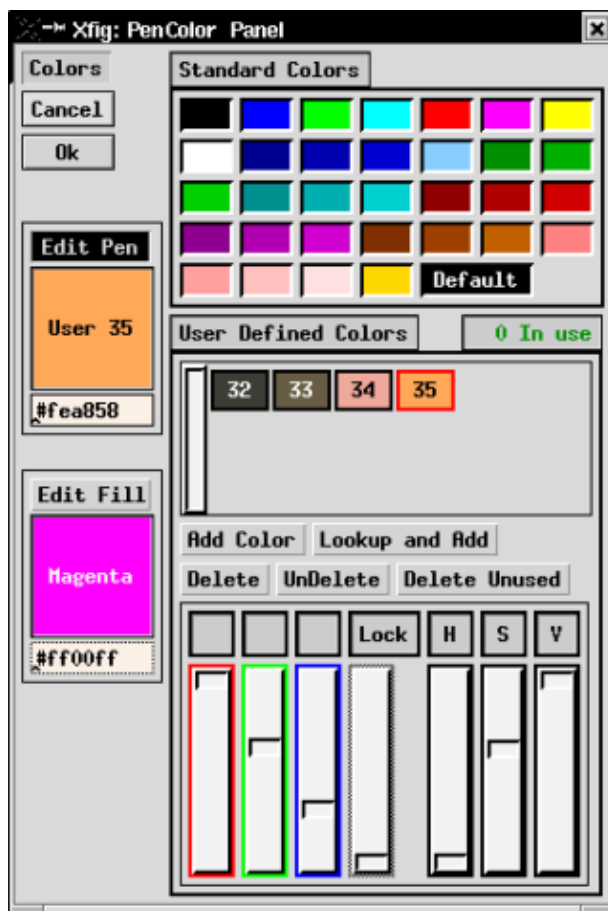 Xfig: PenColor Panel
Colors
Cancel
Ok
Edit Pen
User 35
#fea858
Edit Fill
Magenta
#ff00ff
Standard Colors
Default
User Defined Colors
0 In use
32 33 34 35
Add Color Lookup and Add
Delete UnDelete Delete Unused
Lock H S V